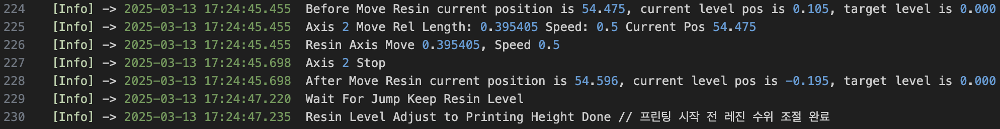 224 [Info] -> 2025-03-13 17:24:45.455 Before Move Resin current position is 54.475, current level pos is 0.105, target level is 0.000
225 [Info] -> 2025-03-13 17:24:45.455 Axis 2 Move Rel Length: 0.395405 Speed: 0.5 Current Pos 54.475
226 [Info] -> 2025-03-13 17:24:45.455 Resin Axis Move 0.395405, Speed 0.5
227 [Info] -> 2025-03-13 17:24:45.698 Axis 2 Stop
228 [Info] -> 2025-03-13 17:24:45.698 After Move Resin current position is 54.596, current level pos is -0.195, target level is 0.000
229 [Info] -> 2025-03-13 17:24:47.220 Wait For Jump Keep Resin Level
230 [Info] -> 2025-03-13 17:24:47.235 Resin Level Adjust to Printing Height Done // 프린팅 시작 전 레진 수위 조절 완료